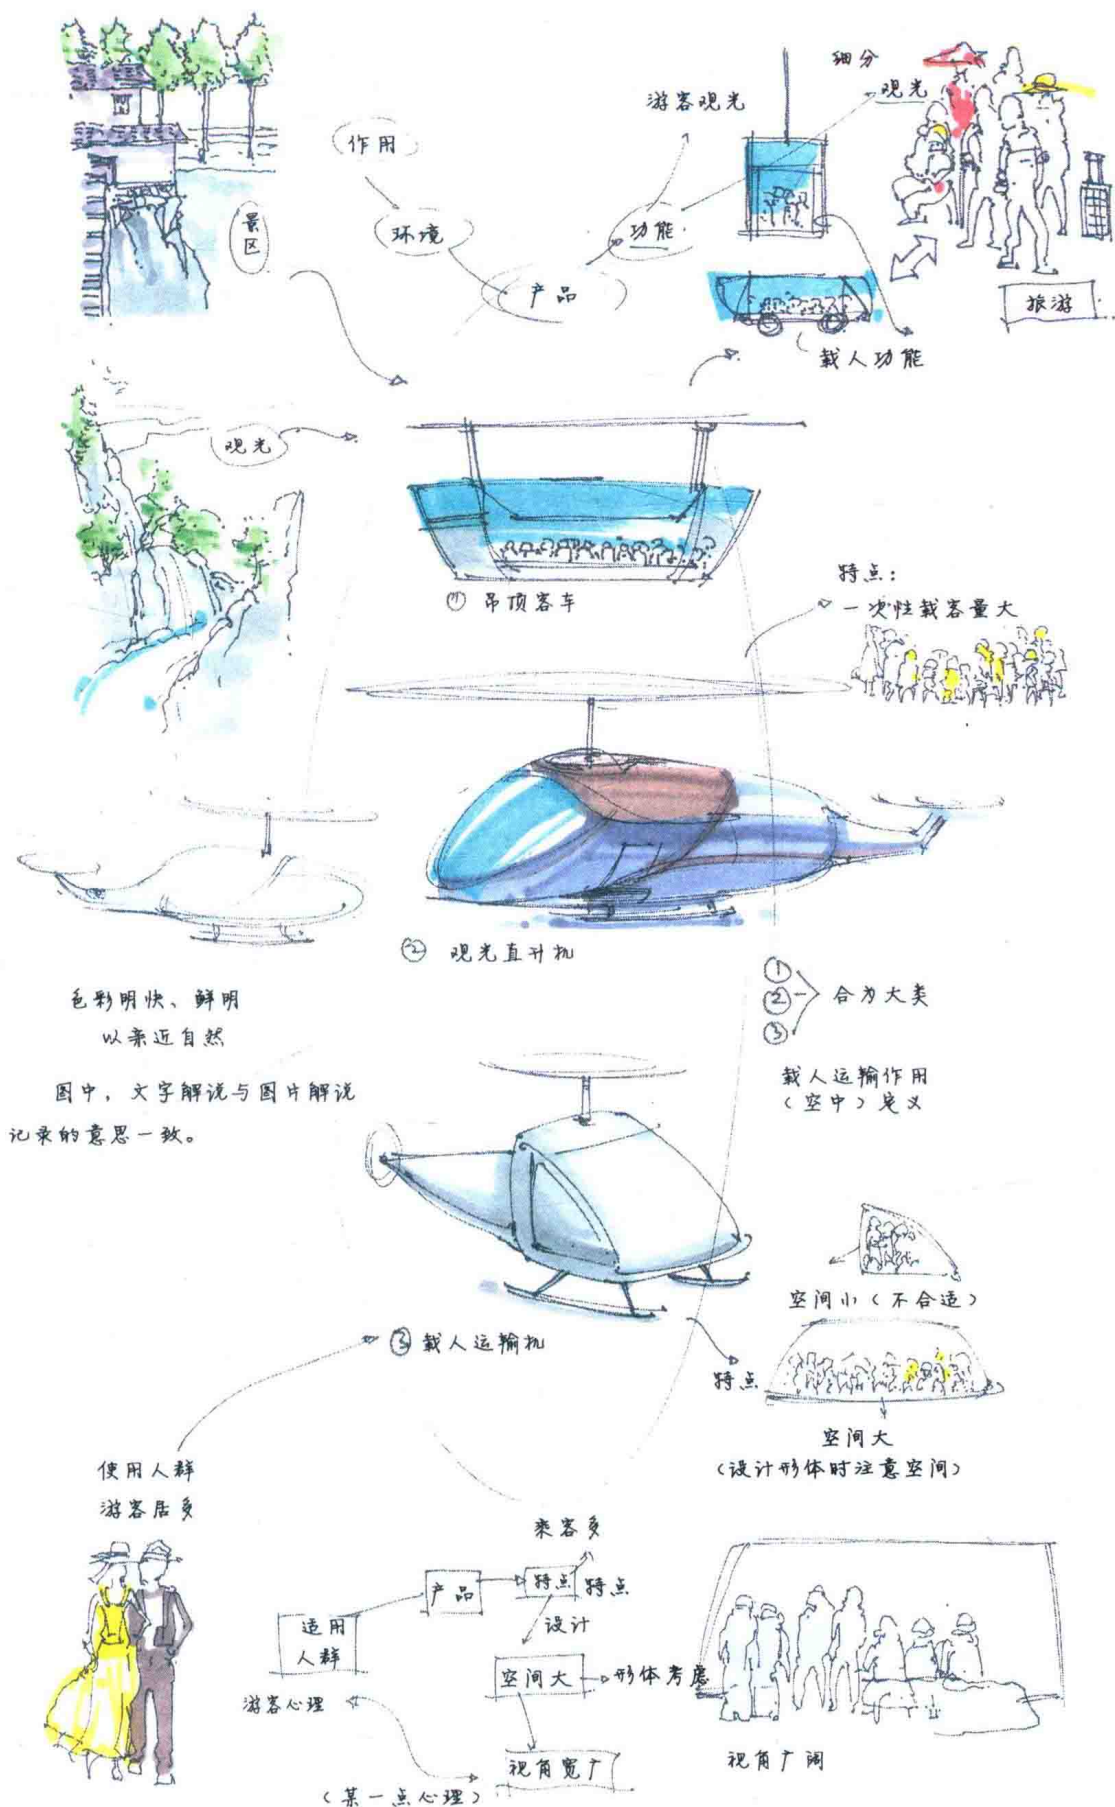 细分
观光
游客观光
作用
景区
环境
功能
产品
旅游
载人功能
观光
① 吊顶客车
特点：
一次性载客量大
② 观光直升机
色彩明快、鲜明
以亲近自然
①
② 合为大类
③
载人运输作用
（空中）定义
图中，文字解说与图片解说
记录的意思一致。
空间小（不合适）
③ 载人运输机
特点
空间大
（设计形体时注意空间）
使用人群
游客居多
乘客多
产品
特点
特点
设计
适用
人群
空间大
形体考虑
游客心理
视角宽广
视角广阔
（某一点心理）